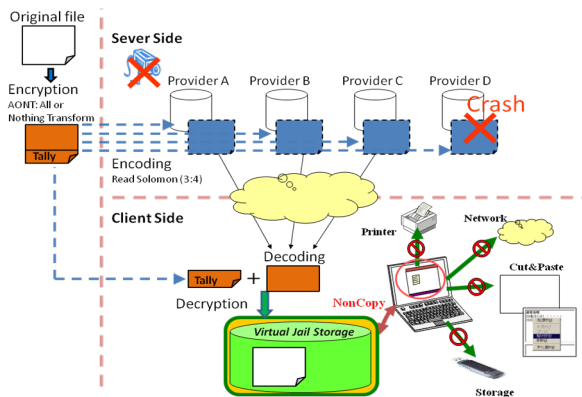 Original file
Sever Side
Provider A
Provider B
Provider C
Provider D
Encryption
AONT: All or
Nothing Transform
Crash
Tally
Encoding
Read Solomon (3:4)
Client Side
Printer
Network
Decoding
Cut&Paste
Tally
+
Decryption
NonCopy
Virtual Jail Storage
Storage